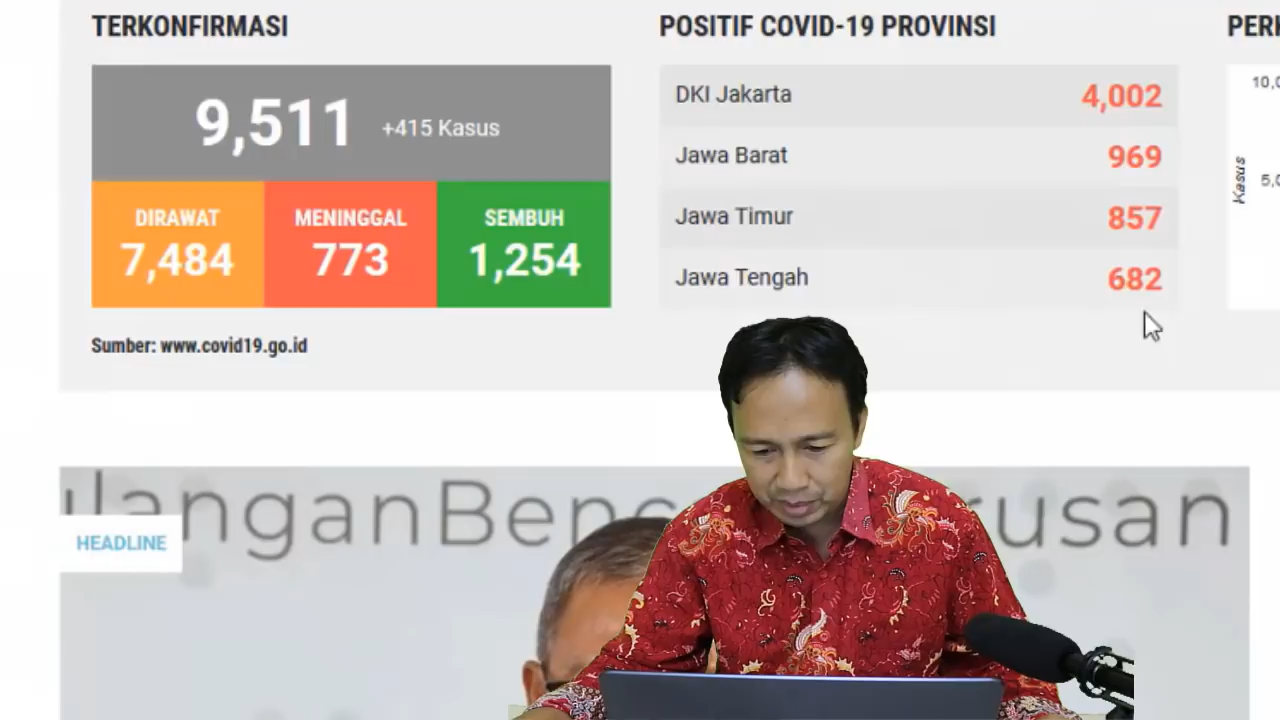 TERKONFIRMASI
9,511 +415 Kasus
DIRAWAT
7,484
MENINGGAL
773
SEMBUH
1,254
Sumber: www.covid19.go.id
POSITIF COVID-19 PROVINSI
DKI Jakarta 4,002
Jawa Barat 969
Jawa Timur 857
Jawa Tengah 682
Kasus
HEADLINE